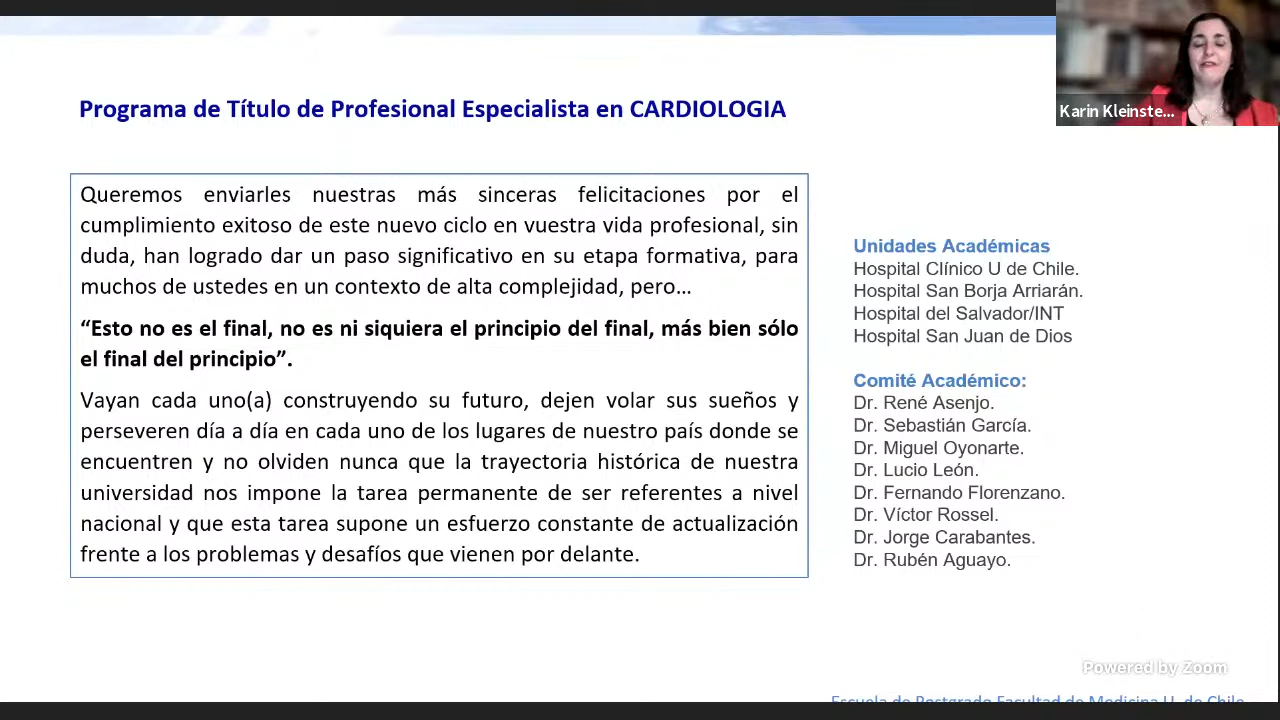 Karin Kleinste...
Programa de Título de Profesional Especialista en CARDIOLOGIA
Queremos enviarles nuestras más sinceras felicitaciones por el
cumplimiento exitoso de este nuevo ciclo en vuestra vida profesional, sin
duda, han logrado dar un paso significativo en su etapa formativa, para
muchos de ustedes en un contexto de alta complejidad, pero…
“Esto no es el final, no es ni siquiera el principio del final, más bien sólo
el final del principio”.
Vayan cada uno(a) construyendo su futuro, dejen volar sus sueños y
perseveren día a día en cada uno de los lugares de nuestro país donde se
encuentren y no olviden nunca que la trayectoria histórica de nuestra
universidad nos impone la tarea permanente de ser referentes a nivel
nacional y que esta tarea supone un esfuerzo constante de actualización
frente a los problemas y desafíos que vienen por delante.
Unidades Académicas
Hospital Clínico U de Chile.
Hospital San Borja Arriarán.
Hospital del Salvador/INT
Hospital San Juan de Dios
Comité Académico:
Dr. René Asenjo.
Dr. Sebastián García.
Dr. Miguel Oyonarte.
Dr. Lucio León.
Dr. Fernando Florenzano.
Dr. Víctor Rossel.
Dr. Jorge Carabantes.
Dr. Rubén Aguayo.
Powered by Zoom
Escuela de Postgrado Facultad de Medicina U. de Chile